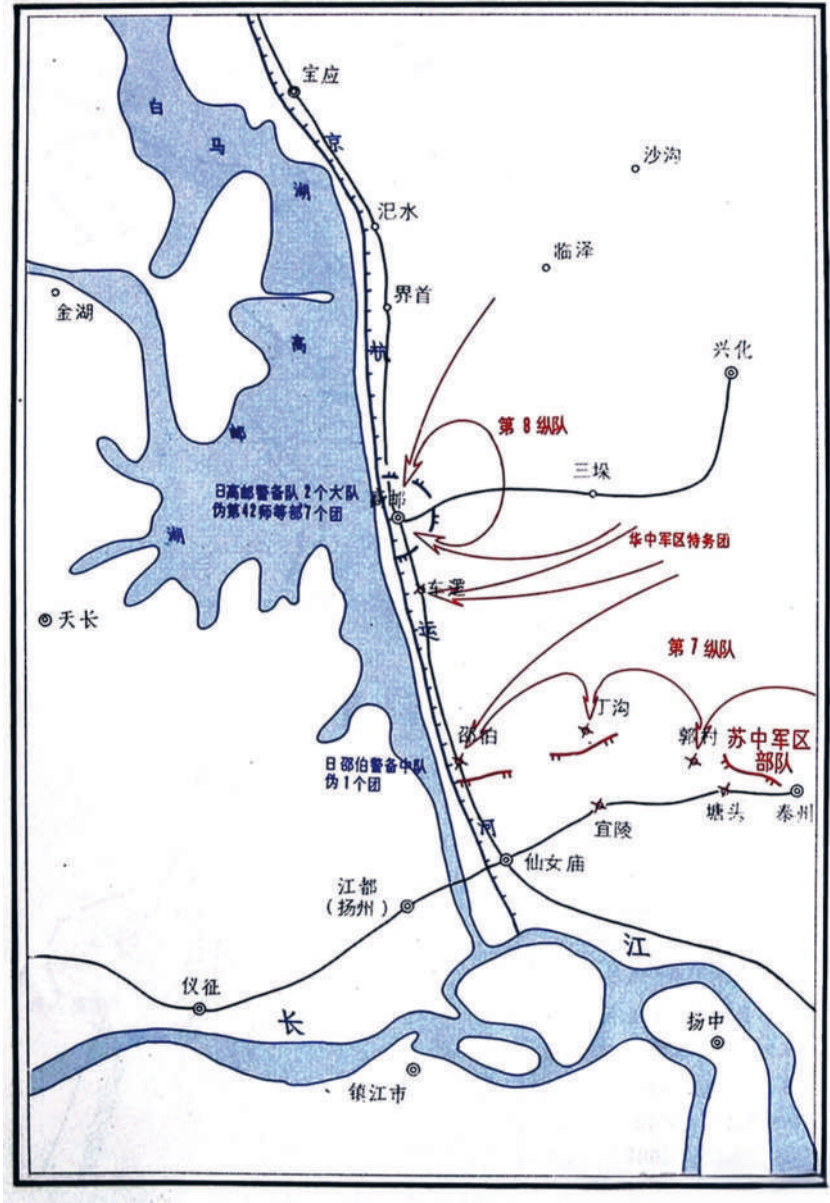 宝应
白马湖
京杭运河
沙沟
氾水
临泽
金湖
界首
兴化
高邮湖
第8纵队
三垛
日高邮警备队2个大队
伪第42师等部7个团
高邮
华中军区特务团
车逻
天长
第7纵队
丁沟
邵伯
郭村
苏中军区
部队
日邵伯警备中队
伪1个团
宜陵
塘头
泰州
仙女庙
江都
(扬州)
仪征
长江
扬中
镇江市